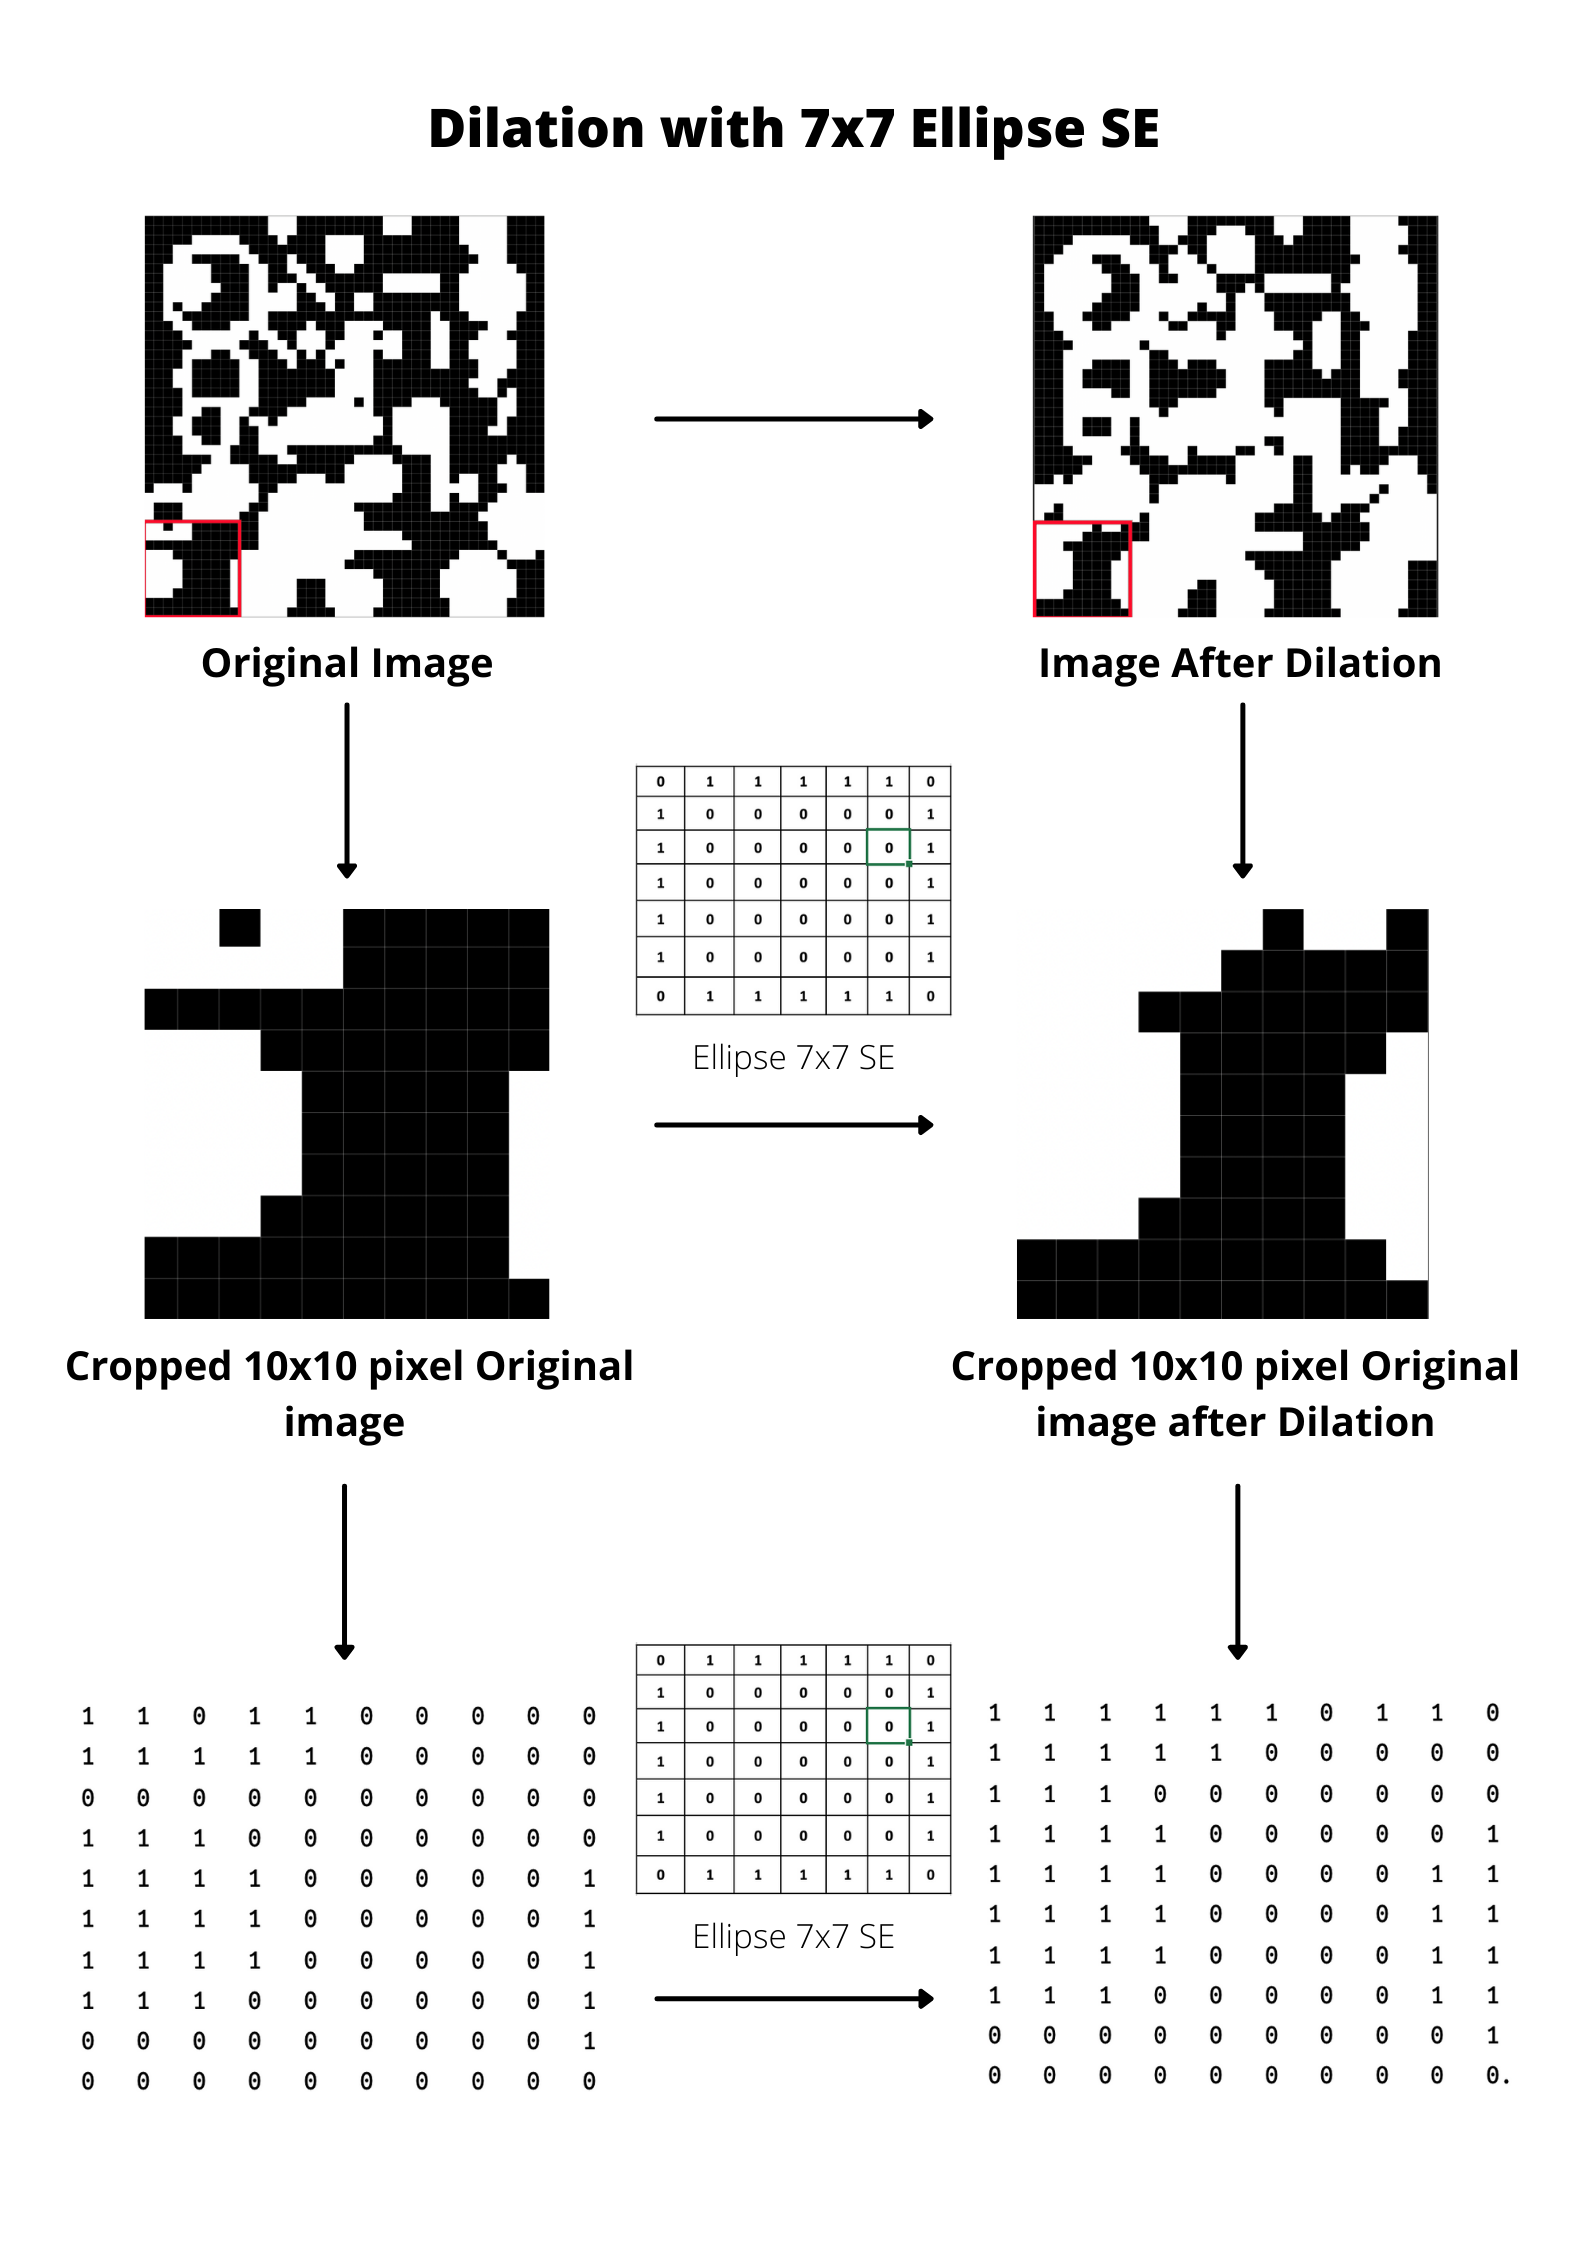 Dilation with 7x7 Ellipse SE
Original Image
Image After Dilation
0 1 1 1 1 1 0
1 0 0 0 0 0 1
1 0 0 0 0 0 1
1 0 0 0 0 0 1
1 0 0 0 0 0 1
1 0 0 0 0 0 1
0 1 1 1 1 1 0
Ellipse 7x7 SE
Cropped 10x10 pixel Original
image
Cropped 10x10 pixel Original
image after Dilation
1 1 0 1 1 0 0 0 0 0
1 1 1 1 1 0 0 0 0 0
0 0 0 0 0 0 0 0 0 0
1 1 1 0 0 0 0 0 0 0
1 1 1 1 0 0 0 0 0 1
1 1 1 1 0 0 0 0 0 1
1 1 1 1 0 0 0 0 0 1
1 1 1 0 0 0 0 0 0 1
0 0 0 0 0 0 0 0 0 1
0 0 0 0 0 0 0 0 0 0
0 1 1 1 1 1 0
1 0 0 0 0 0 1
1 0 0 0 0 0 1
1 0 0 0 0 0 1
1 0 0 0 0 0 1
1 0 0 0 0 0 1
0 1 1 1 1 1 0
Ellipse 7x7 SE
1 1 1 1 1 1 0 1 1 0
1 1 1 1 1 0 0 0 0 0
1 1 1 0 0 0 0 0 0 0
1 1 1 1 0 0 0 0 0 1
1 1 1 1 0 0 0 0 1 1
1 1 1 1 0 0 0 0 1 1
1 1 1 1 0 0 0 0 1 1
1 1 1 0 0 0 0 0 1 1
0 0 0 0 0 0 0 0 0 1
0 0 0 0 0 0 0 0 0 0.